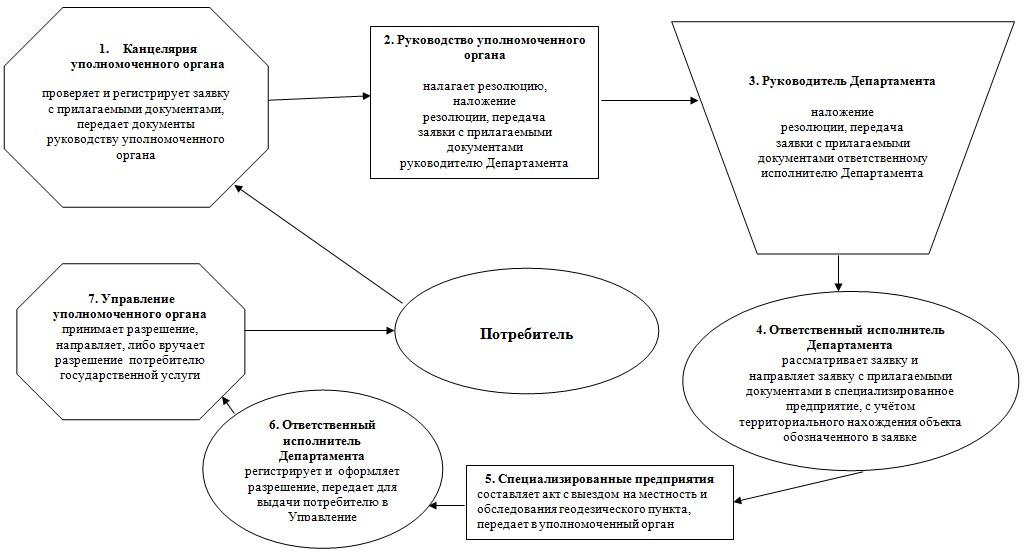 1. Канцелярия
уполномоченного органа
проверяет и регистрирует заявку
с прилагаемыми документами,
передает документы
руководству уполномоченного
органа
2. Руководство уполномоченного
органа
налагает резолюцию,
наложение
резолюции, передача
заявки с прилагаемыми
документами
руководителю Департамента
3. Руководитель Департамента
наложение
резолюции, передача
заявки с прилагаемыми
документами ответственному
исполнителю Департамента
4. Ответственный исполнитель
Департамента
рассматривает заявку и
направляет заявку с прилагаемыми
документами в специализированное
предприятие, с учётом
территориального нахождения объекта
обозначенного в заявке
5. Специализированные предприятия
составляет акт с выездом на местность и
обследования геодезического пункта,
передает в уполномоченный орган
6. Ответственный
исполнитель
Департамента
регистрирует и оформляет
разрешение, передает для
выдачи потребителю в
Управление
7. Управление
уполномоченного органа
принимает разрешение,
направляет, либо вручает
разрешение потребителю
государственной услуги
Потребитель